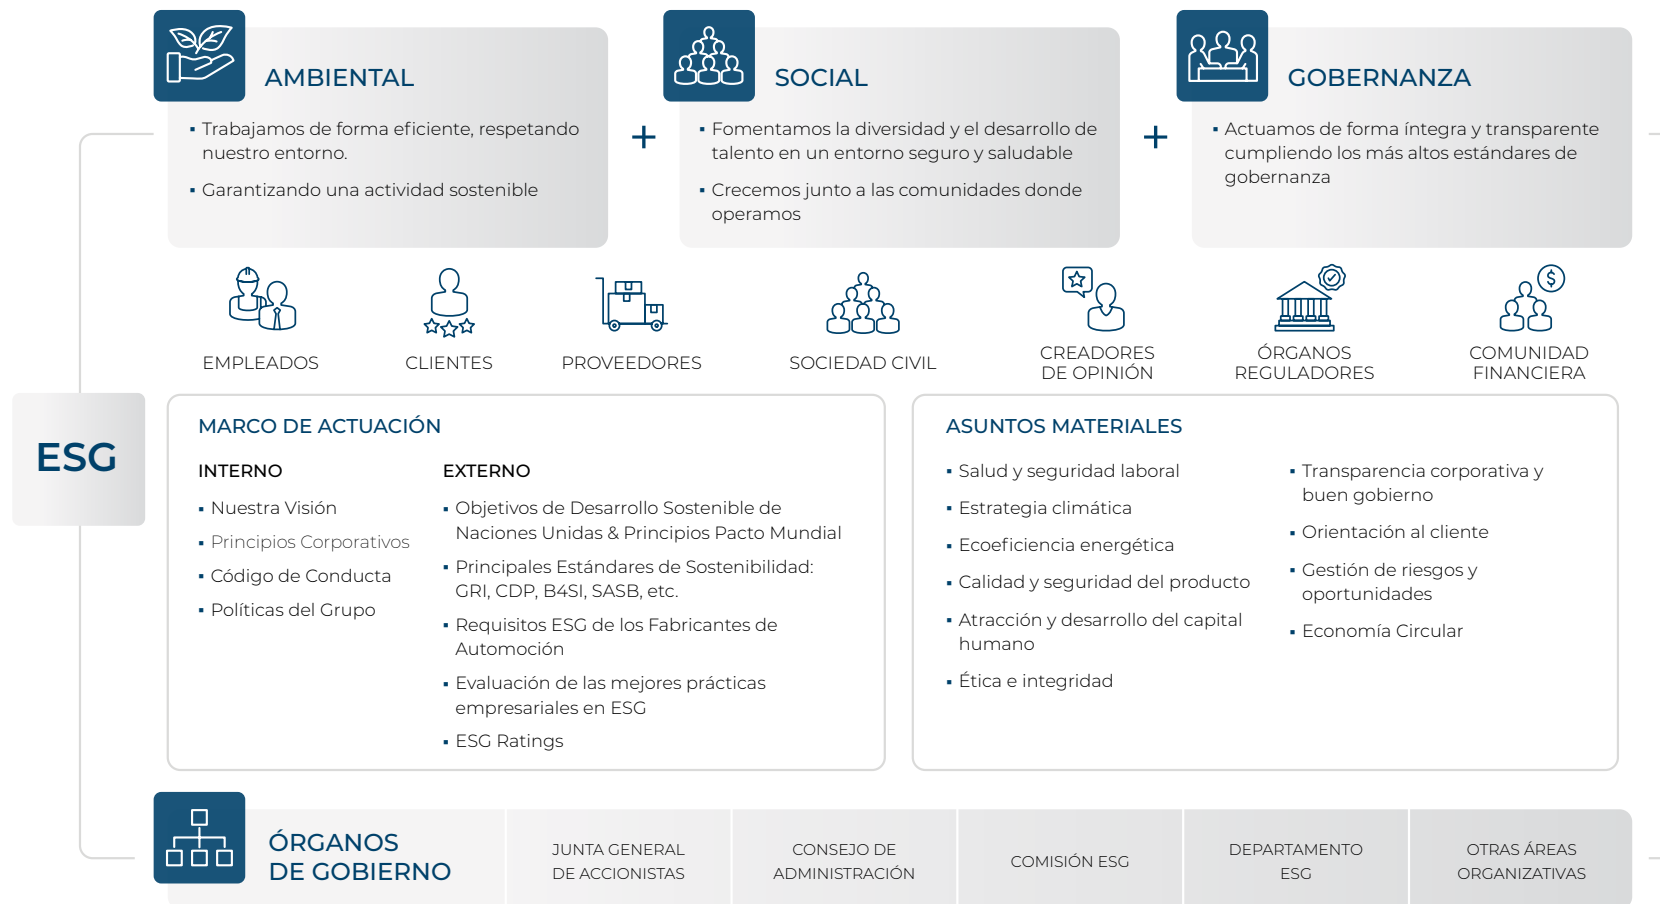 AMBIENTAL
▪ Trabajamos de forma eficiente, respetando
nuestro entorno.
▪ Garantizando una actividad sostenible
+
SOCIAL
▪ Fomentamos la diversidad y el desarrollo de
talento en un entorno seguro y saludable
▪ Crecemos junto a las comunidades donde
operamos
+
GOBERNANZA
▪ Actuamos de forma íntegra y transparente
cumpliendo los más altos estándares de
gobernanza
EMPLEADOS
CLIENTES
PROVEEDORES
SOCIEDAD CIVIL
CREADORES
DE OPINIÓN
ÓRGANOS
REGULADORES
$
COMUNIDAD
FINANCIERA
ESG
MARCO DE ACTUACIÓN
INTERNO
▪ Nuestra Visión
▪ Principios Corporativos
▪ Código de Conducta
▪ Políticas del Grupo
EXTERNO
▪ Objetivos de Desarrollo Sostenible de
Naciones Unidas & Principios Pacto Mundial
▪ Principales Estándares de Sostenibilidad:
GRI, CDP, B4SI, SASB, etc.
▪ Requisitos ESG de los Fabricantes de
Automoción
▪ Evaluación de las mejores prácticas
empresariales en ESG
▪ ESG Ratings
ASUNTOS MATERIALES
▪ Salud y seguridad laboral
▪ Estrategia climática
▪ Ecoeficiencia energética
▪ Calidad y seguridad del producto
▪ Atracción y desarrollo del capital
humano
▪ Ética e integridad
▪ Transparencia corporativa y
buen gobierno
▪ Orientación al cliente
▪ Gestión de riesgos y
oportunidades
▪ Economía Circular
ÓRGANOS
DE GOBIERNO
JUNTA GENERAL
DE ACCIONISTAS
CONSEJO DE
ADMINISTRACIÓN
COMISIÓN ESG
DEPARTAMENTO
ESG
OTRAS ÁREAS
ORGANIZATIVAS